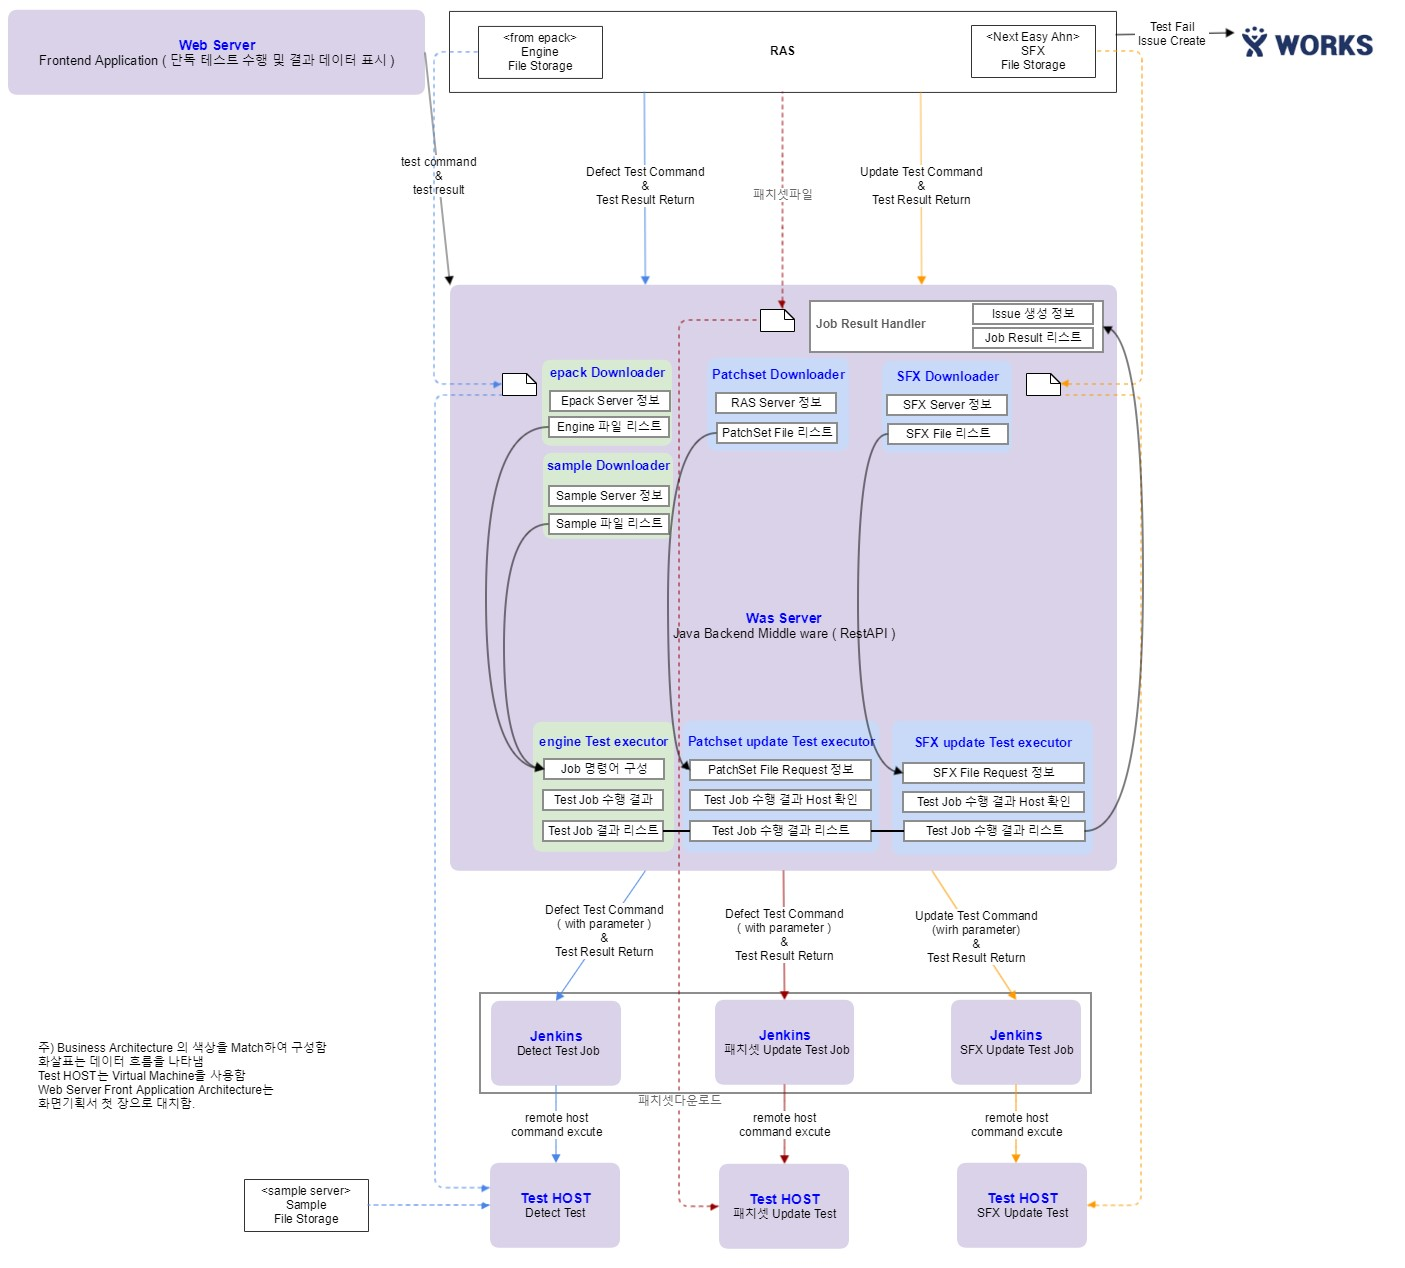 Web Server
Frontend Application ( 단독 테스트 수행 및 결과 데이터 표시 )
<from epack>
Engine
File Storage
RAS
<Next Easy Ahn>
SFX
File Storage
Test Fail
Issue Create
WORKS
test command
&
test result
Defect Test Command
&
Test Result Return
패치셋파일
Update Test Command
&
Test Result Return
Job Result Handler
Issue 생성 정보
Job Result 리스트
epack Downloader
Epack Server 정보
Engine 파일 리스트
Patchset Downloader
RAS Server 정보
PatchSet File 리스트
SFX Downloader
SFX Server 정보
SFX File 리스트
sample Downloader
Sample Server 정보
Sample 파일 리스트
Was Server
Java Backend Middle ware ( RestAPI )
engine Test executor
Job 명령어 구성
Test Job 수행 결과
Test Job 결과 리스트
Patchset update Test executor
PatchSet File Request 정보
Test Job 수행 결과 Host 확인
Test Job 수행 결과 리스트
SFX update Test executor
SFX File Request 정보
Test Job 수행 결과 Host 확인
Test Job 수행 결과 리스트
Defect Test Command
( with parameter )
&
Test Result Return
Defect Test Command
( with parameter )
&
Test Result Return
Update Test Command
(wirh parameter)
&
Test Result Return
Jenkins
Detect Test Job
Jenkins
패치셋 Update Test Job
Jenkins
SFX Update Test Job
주) Business Architecture 의 색상을 Match하여 구성함
화살표는 데이터 흐름을 나타냄
Test HOST는 Virtual Machine을 사용함
Web Server Front Application Architecture는
화면기획서 첫 장으로 대치함.
패치셋다운로드
remote host
command excute
remote host
command excute
remote host
command excute
<sample server>
Sample
File Storage
Test HOST
Detect Test
Test HOST
패치셋 Update Test
Test HOST
SFX Update Test